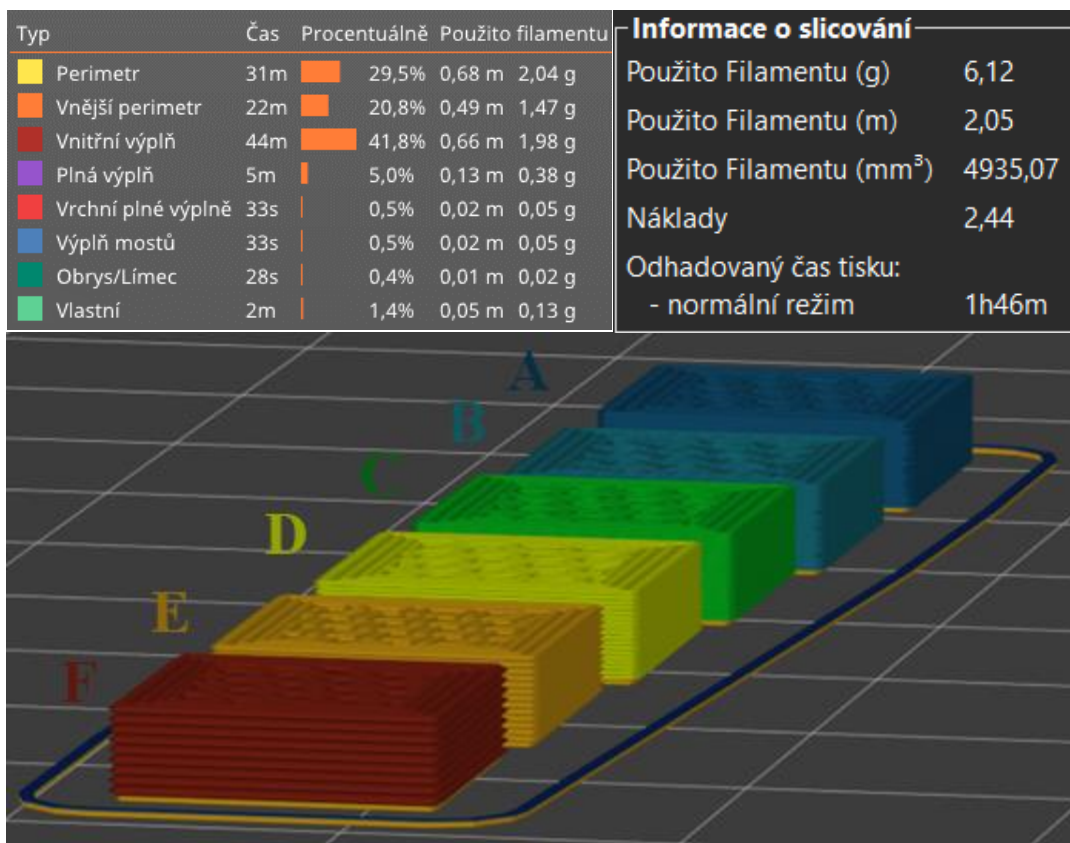 Typ Čas Procentuálně Použito filamentu
Perimetr 31m 29,5% 0,68 m 2,04 g
Vnější perimetr 22m 20,8% 0,49 m 1,47 g
Vnitřní výplň 44m 41,8% 0,66 m 1,98 g
Plná výplň 5m 5,0% 0,13 m 0,38 g
Vrchní plné výplně 33s 0,5% 0,02 m 0,05 g
Výplň mostů 33s 0,5% 0,02 m 0,05 g
Obrys/Límec 28s 0,4% 0,01 m 0,02 g
Vlastní 2m 1,4% 0,05 m 0,13 g
Informace o slicování
Použito Filamentu (g) 6,12
Použito Filamentu (m) 2,05
Použito Filamentu (mm³) 4935,07
Náklady 2,44
Odhadovaný čas tisku:
- normální režim 1h46m
A
B
C
D
E
F